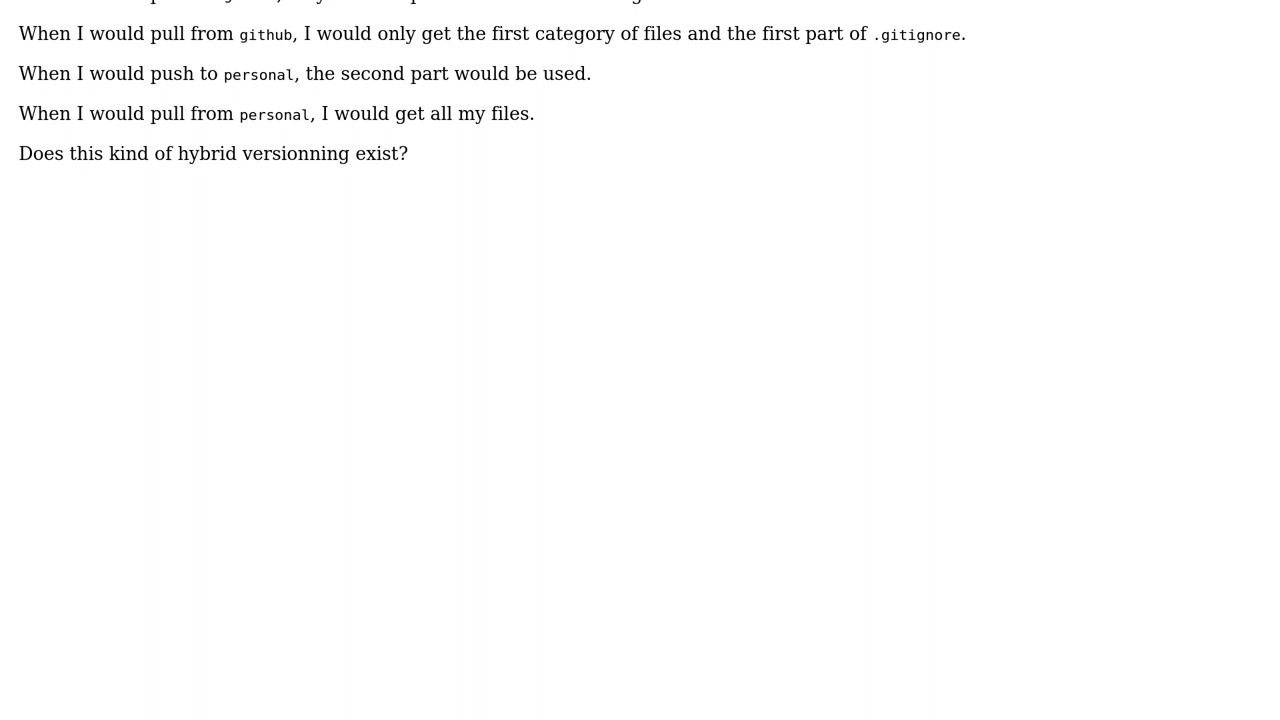 When I would pull from github, I would only get the first category of files and the first part of .gitignore.
When I would push to personal, the second part would be used.
When I would pull from personal, I would get all my files.
Does this kind of hybrid versionning exist?